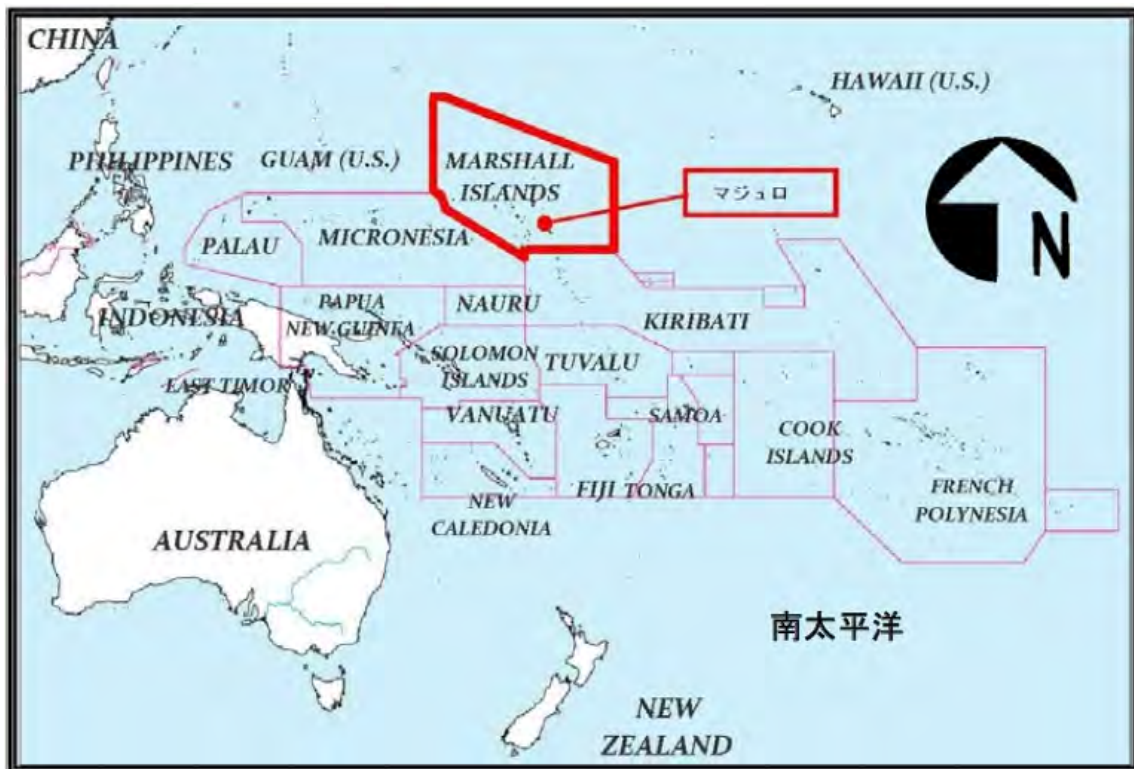 CHINA
HAWAII (U.S.)
PHILIPPINES
GUAM (U.S.)
MARSHALL
ISLANDS
マジュロ
PALAU
MICRONESIA
N
INDONESIA
PAPUA
NEW GUINEA
NAURU
KIRIBATI
SOLOMON
ISLANDS
TUVALU
EAST TIMOR
VANUATU
SAMOA
COOK
ISLANDS
NEW
CALEDONIA
FIJI
TONGA
FRENCH
POLYNESIA
AUSTRALIA
南太平洋
NEW
ZEALAND